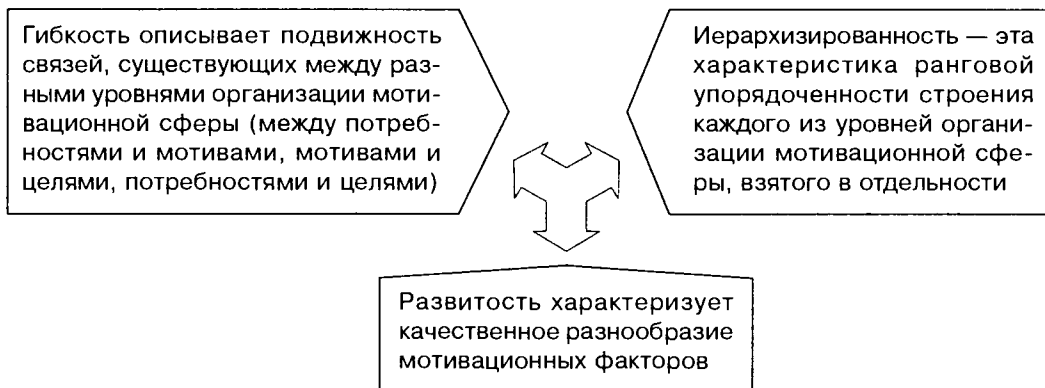 Гибкость описывает подвижность
связей, существующих между раз-
ными уровнями организации моти-
вационной сферы (между потреб-
ностями и мотивами, мотивами и
целями, потребностями и целями)
Иерархизированность — эта
характеристика ранговой
упорядоченности строения
каждого из уровней органи-
зации мотивационной сфе-
ры, взятого в отдельности
Развитость характеризует
качественное разнообразие
мотивационных факторов